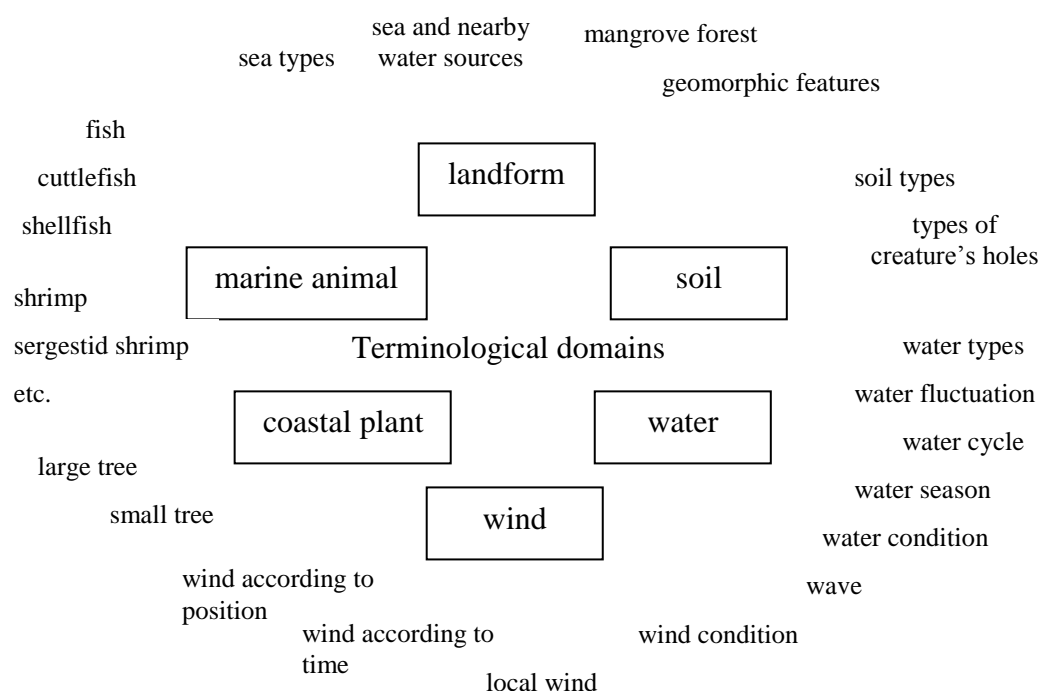 sea and nearby
water sources
mangrove forest
sea types
geomorphic features
fish
landform
cuttlefish
soil types
shellfish
types of
creature's holes
marine animal
soil
shrimp
sergestid shrimp
Terminological domains
water types
etc.
water fluctuation
coastal plant
water
water cycle
large tree
water season
small tree
wind
water condition
wind according to
position
wave
wind according to
time
wind condition
local wind